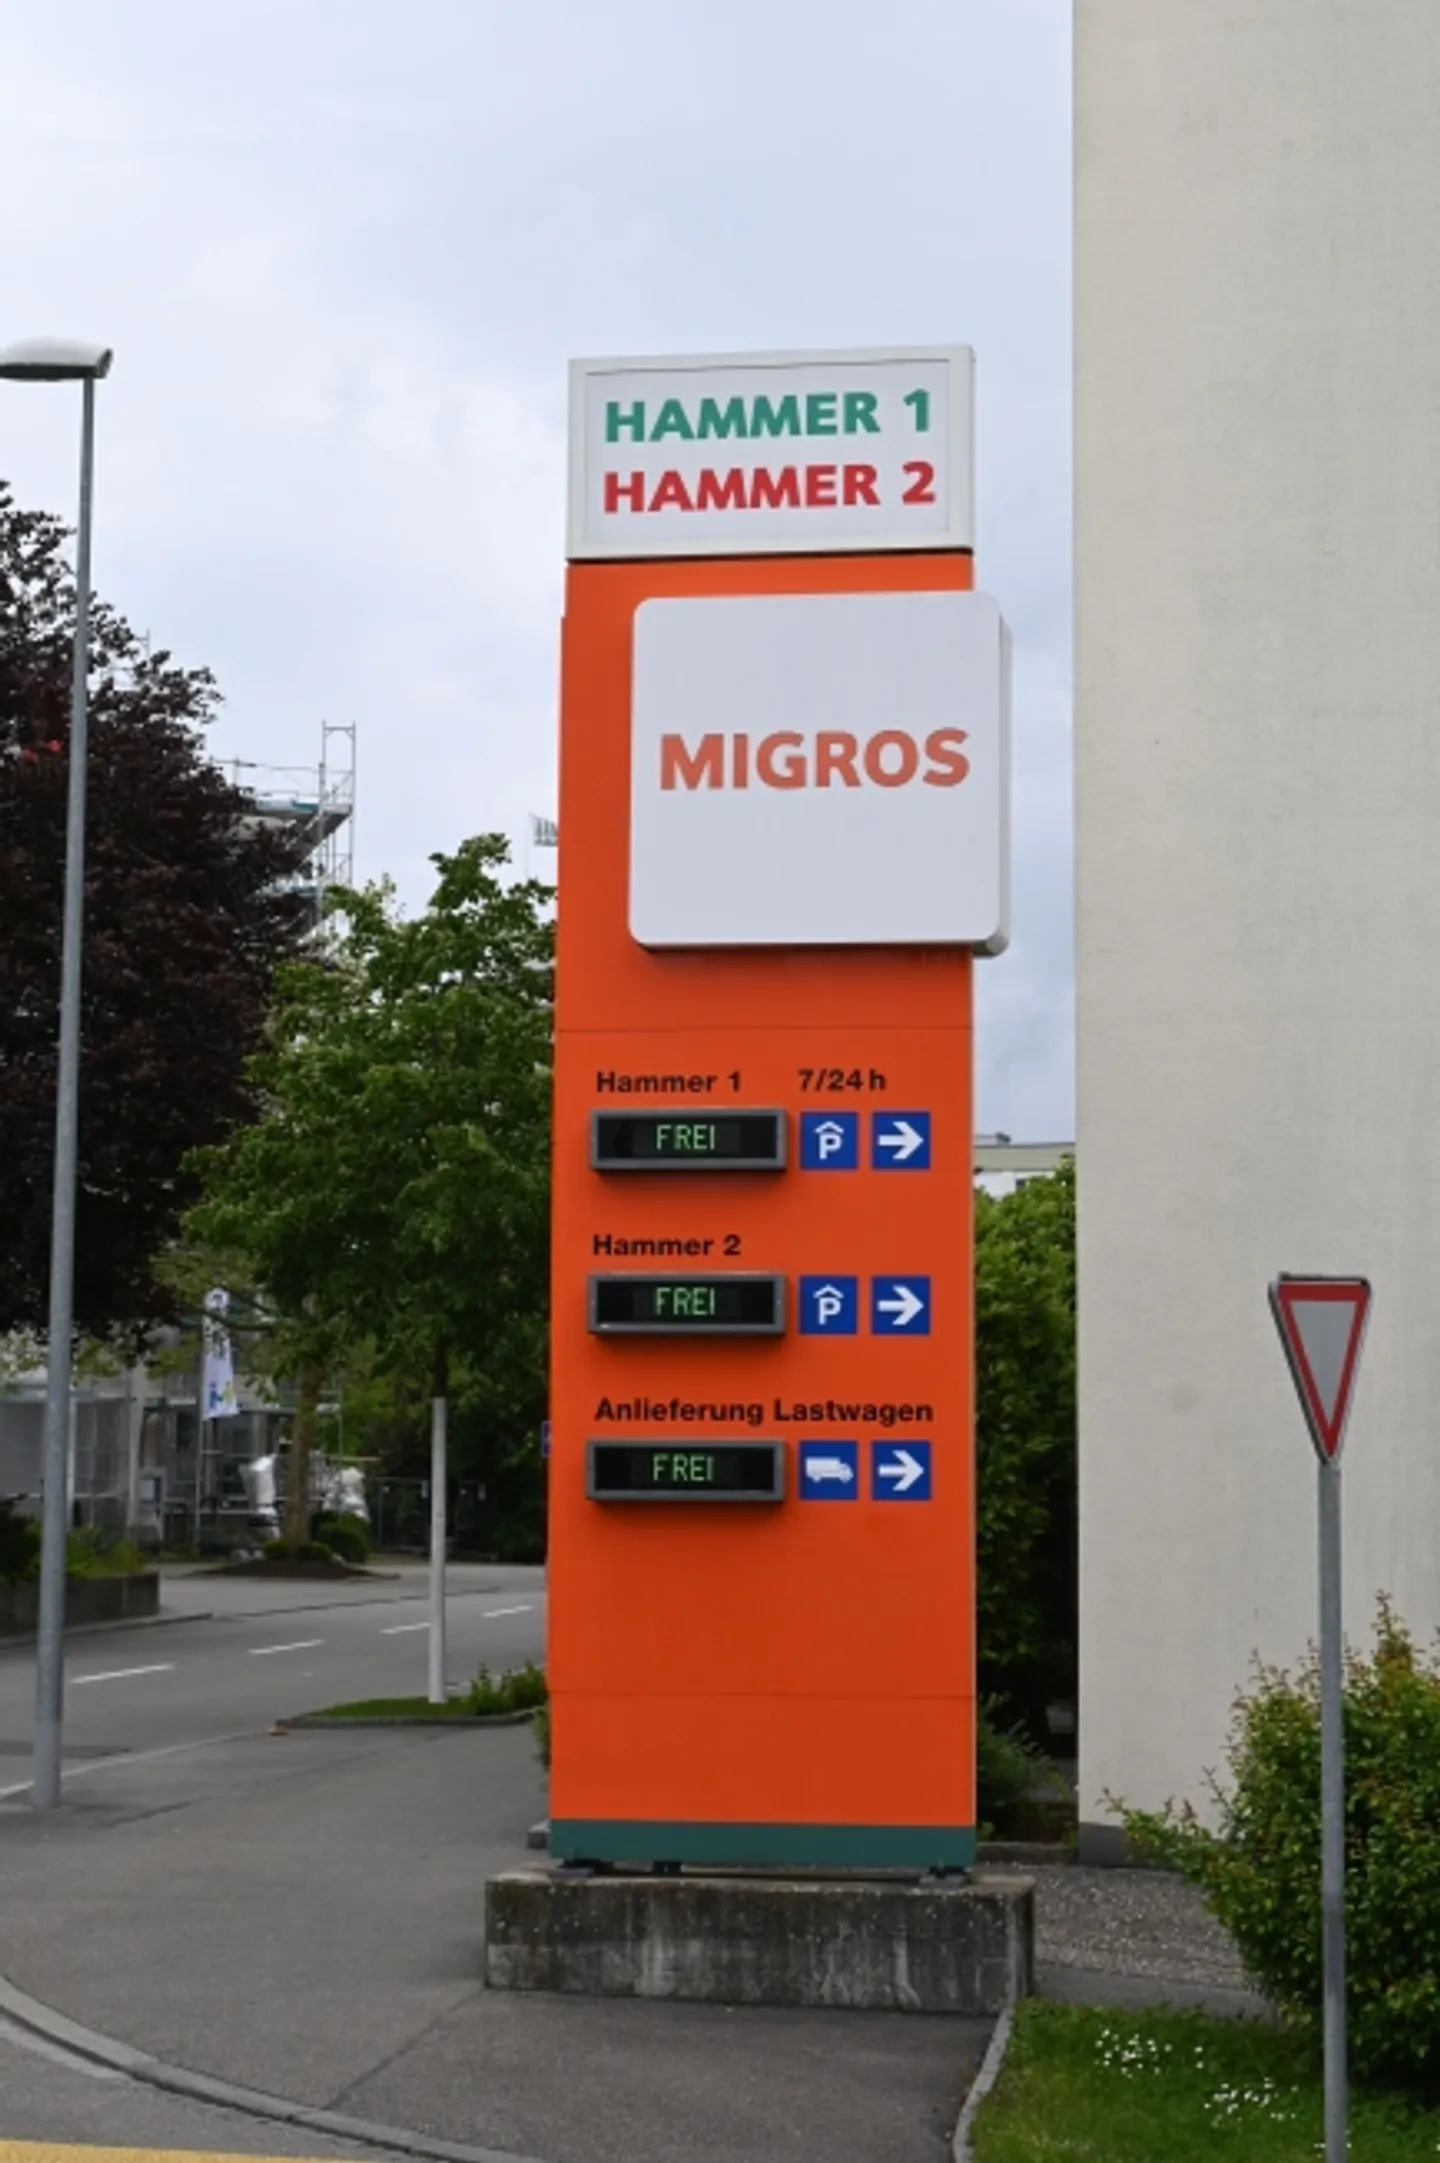 HAMMER 1
HAMMER 2
MIGROS
Hammer 1 7/24 h
FREI P
Hammer 2
FREI P
Anlieferung Lastwagen
FREI